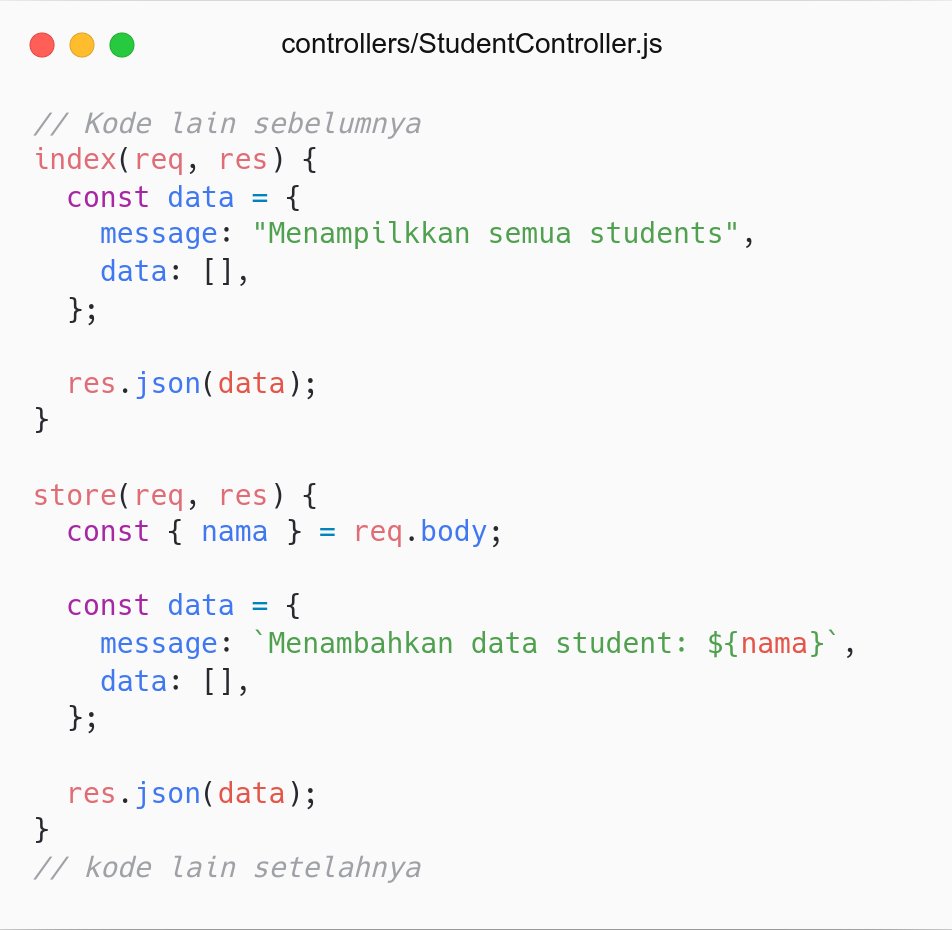 controllers/StudentController.js
// Kode lain sebelumnya
index(req, res) {
  const data = {
    message: "Menampilkkan semua students",
    data: [],
  };

  res.json(data);
}

store(req, res) {
  const { nama } = req.body;

  const data = {
    message: `Menambahkan data student: ${nama}`,
    data: [],
  };

  res.json(data);
}
// kode lain setelahnya